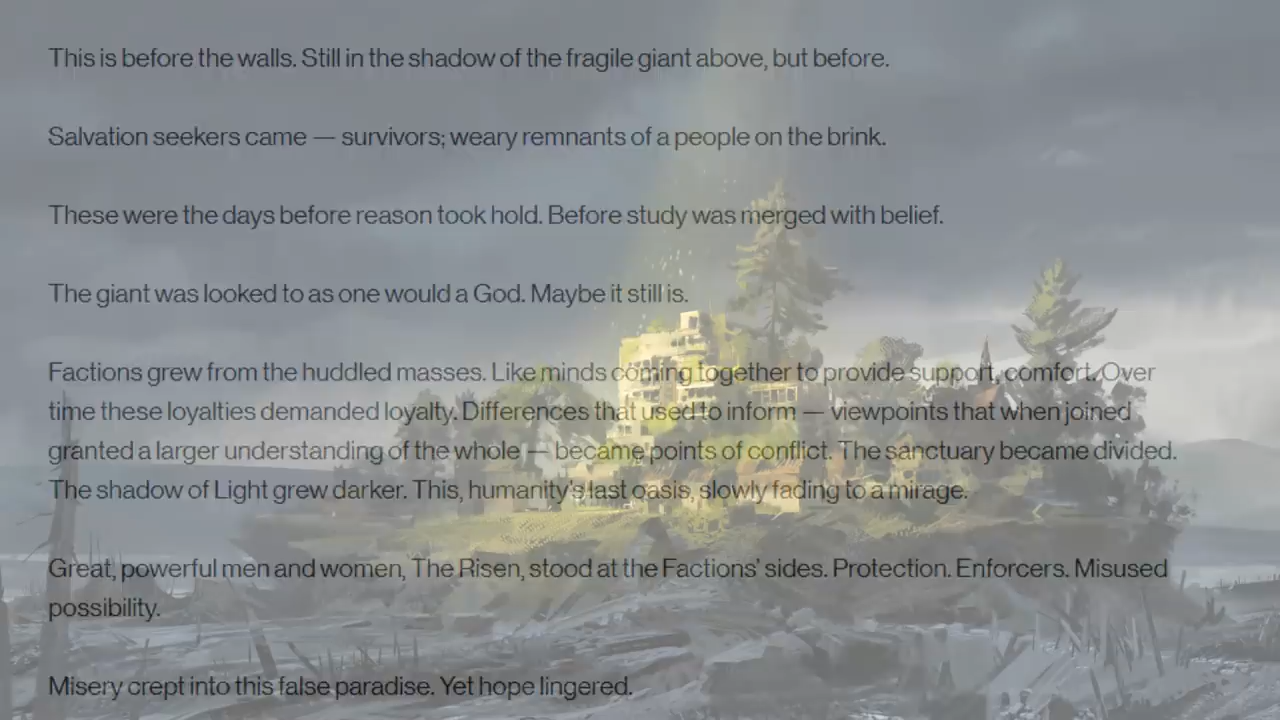 This is before the walls. Still in the shadow of the fragile giant above, but before.
Salvation seekers came — survivors; weary remnants of a people on the brink.
These were the days before reason took hold. Before study was merged with belief.
The giant was looked to as one would a God. Maybe it still is.
Factions grew from the huddled masses. Like minds coming together to provide support, comfort. Over
time these loyalties demanded loyalty. Differences that used to inform — viewpoints that when joined
granted a larger understanding of the whole — became points of conflict. The sanctuary became divided.
The shadow of Light grew darker. This, humanity's last oasis, slowly fading to a mirage.
Great, powerful men and women, The Risen, stood at the Factions’ sides. Protection. Enforcers. Misused
possibility.
Misery crept into this false paradise. Yet hope lingered.